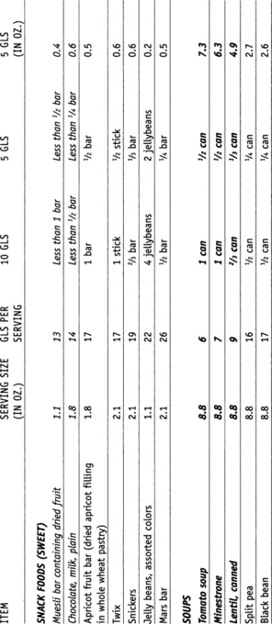 ITEM SERVING SIZE (IN OZ.) GLS PER SERVING 10 GLS 5 GLS 5 GLS (IN OZ.)
SNACK FOODS (SWEET)
Muesli bar containing dried fruit 1.1 13 Less than 1 bar Less than ½ bar 0.4
Chocolate, milk, plain 1.8 14 Less than ½ bar Less than ¼ bar 0.6
Apricot fruit bar (dried apricot filling 1.8 17 1 bar ½ bar 0.5
in whole wheat pastry)
Twix 2.1 17 1 stick ½ stick 0.6
Snickers 2.1 19 ⅔ bar ⅓ bar 0.6
Jelly beans, assorted colors 1.1 22 4 jellybeans 2 jellybeans 0.2
Mars bar 2.1 26 ½ bar ¼ bar 0.5
SOUPS
Tomato soup 8.8 6 1 can ½ can 7.3
Minestrone 8.8 7 1 can ½ can 6.3
Lentil, canned 8.8 9 ⅔ can ⅓ can 4.9
Split pea 8.8 16 ½ can ¼ can 2.7
Black bean 8.8 17 ½ can ¼ can 2.6